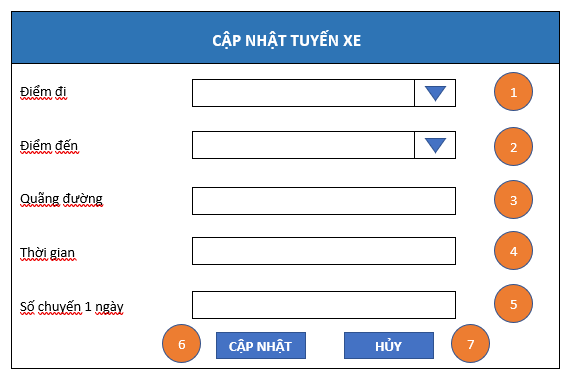 CẬP NHẬT TUYẾN XE
Điểm đi
1
Điểm đến
2
Quãng đường
3
Thời gian
4
Số chuyến 1 ngày
5
6
CẬP NHẬT
HỦY
7